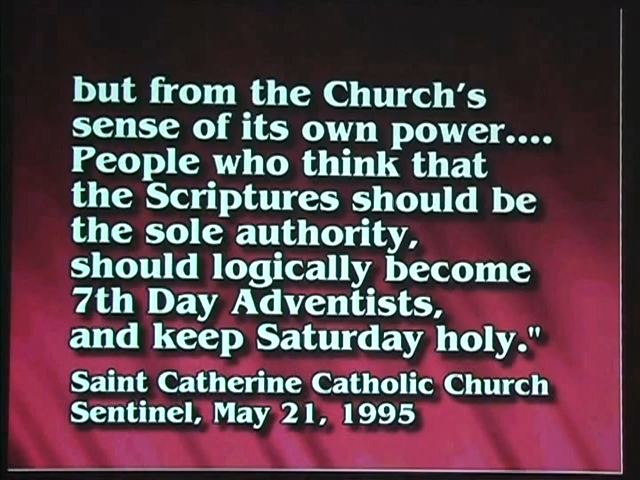 but from the Church's
sense of its own power....
People who think that
the Scriptures should be
the sole authority,
should logically become
7th Day Adventists,
and keep Saturday holy."
Saint Catherine Catholic Church
Sentinel, May 21, 1995